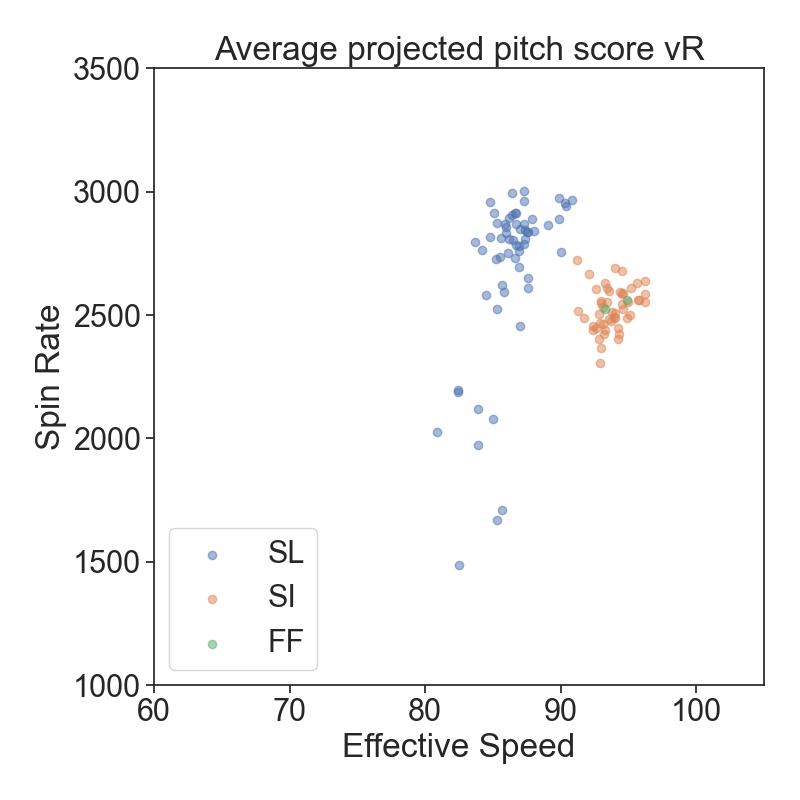 Average projected pitch score vR
3500
3000
2500
2000
1500
1000
Spin Rate
SL
SI
FF
60 70 80 90 100
Effective Speed